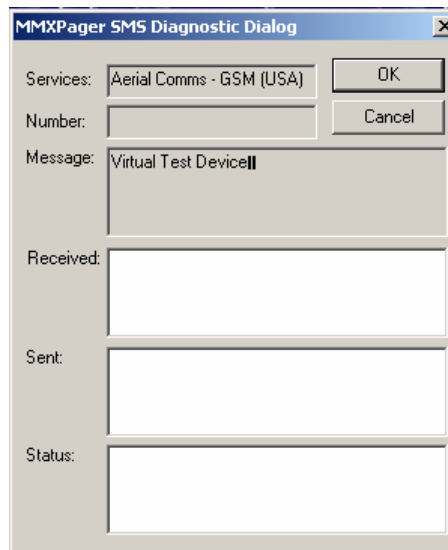 MMXPager SMS Diagnostic Dialog
Services: Aerial Comms - GSM (USA) OK
Number: Cancel
Message: Virtual Test Device
Received:
Sent:
Status: